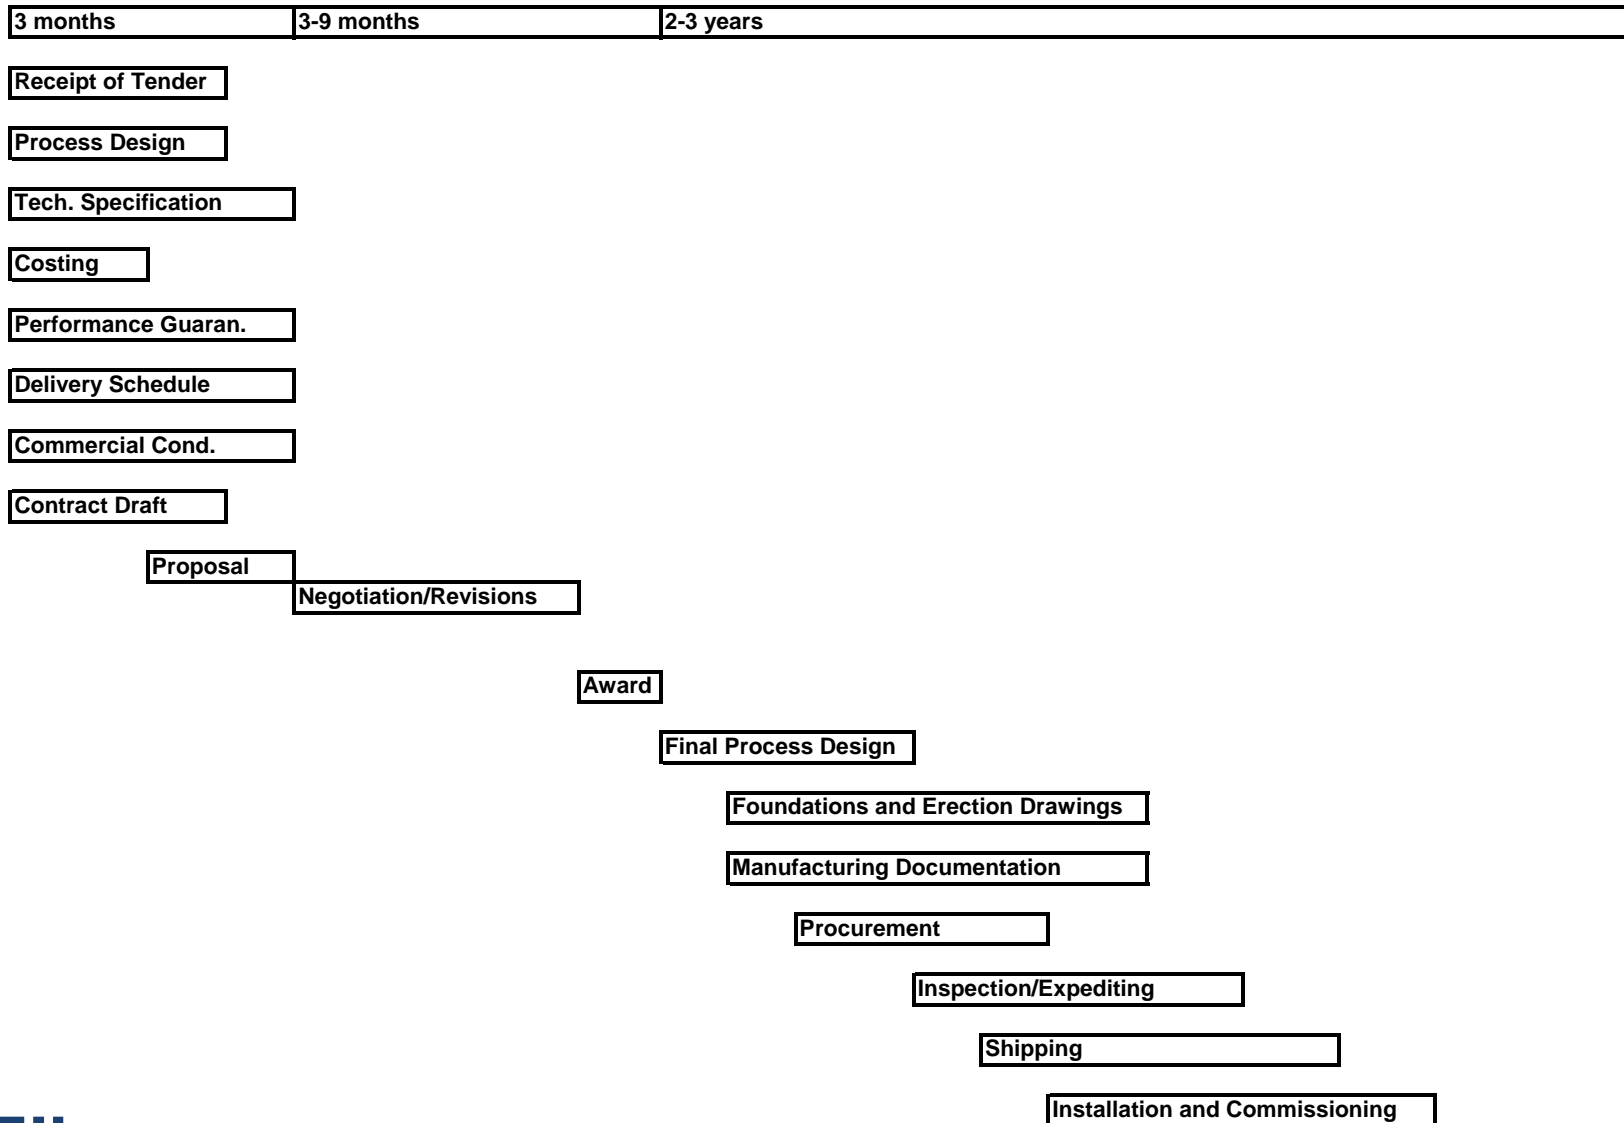 3 months 3-9 months 2-3 years
Receipt of Tender
Process Design
Tech. Specification
Costing
Performance Guaran.
Delivery Schedule
Commercial Cond.
Contract Draft
Proposal
Negotiation/Revisions
Award
Final Process Design
Foundations and Erection Drawings
Manufacturing Documentation
Procurement
Inspection/Expediting
Shipping
Installation and Commissioning